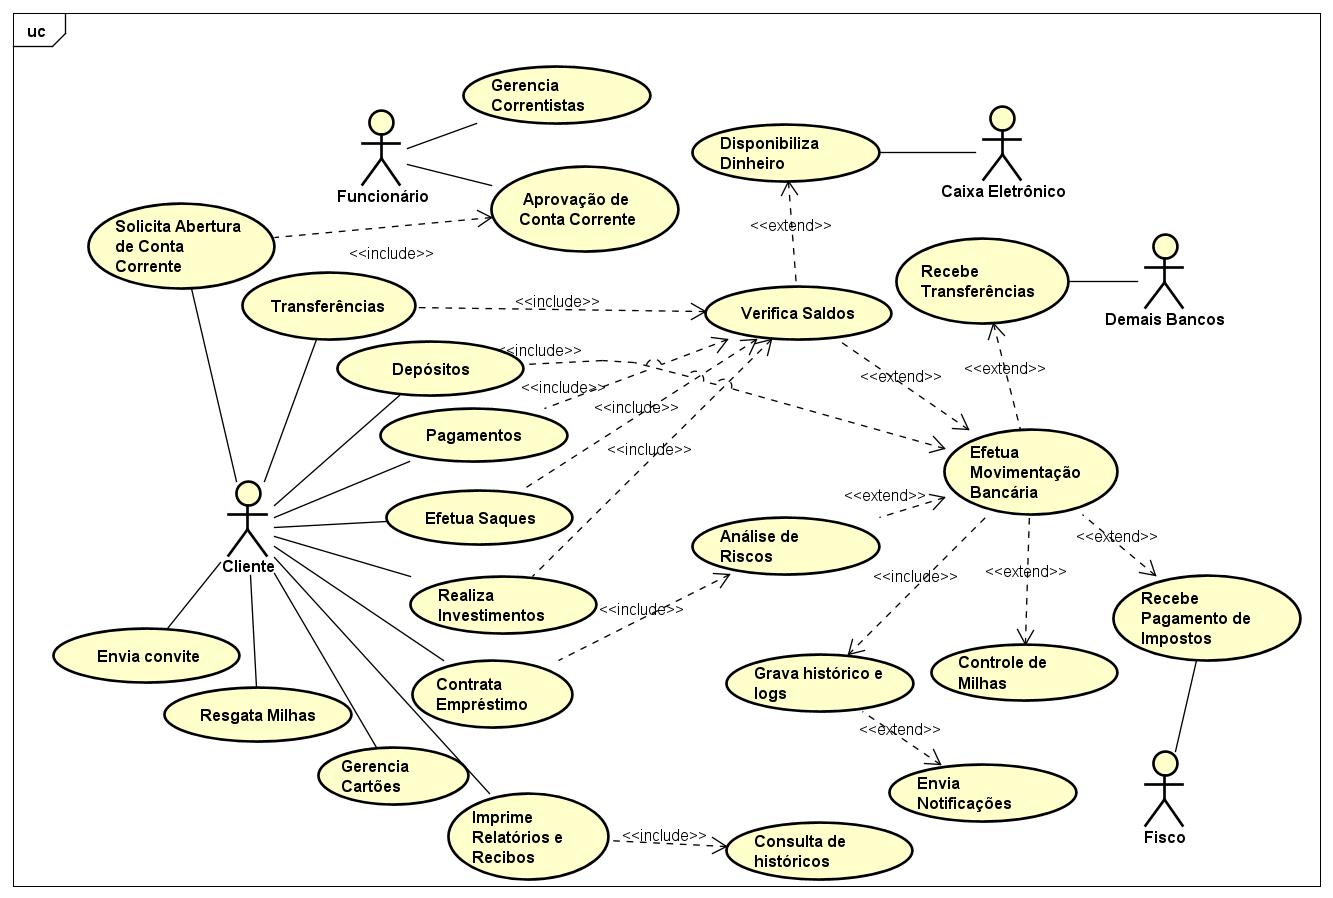 uc
Gerencia
Correntistas
Funcionário
Aprovação de
Conta Corrente
Disponibiliza
Dinheiro
Caixa Eletrônico
Solicita Abertura
de Conta
Corrente
<<include>>
<<extend>>
Recebe
Transferências
Demais Bancos
Transferências
<<include>>
Verifica Saldos
Depósitos
<<include>>
<<extend>>
<<extend>>
Pagamentos
<<include>>
<<include>>
<<include>>
Efetua
Movimentação
Bancária
Efetua Saques
<<extend>>
Análise de
Riscos
<<extend>>
<<include>>
<<extend>>
Cliente
Realiza
Investimentos
<<include>>
Recebe
Pagamento de
Impostos
Envia convite
Contrata
Empréstimo
Grava histórico e
logs
Controle de
Milhas
Resgata Milhas
<<extend>>
Gerencia
Cartões
Envia
Notificações
Imprime
Relatórios e
Recibos
<<include>>
Consulta de
históricos
Fisco